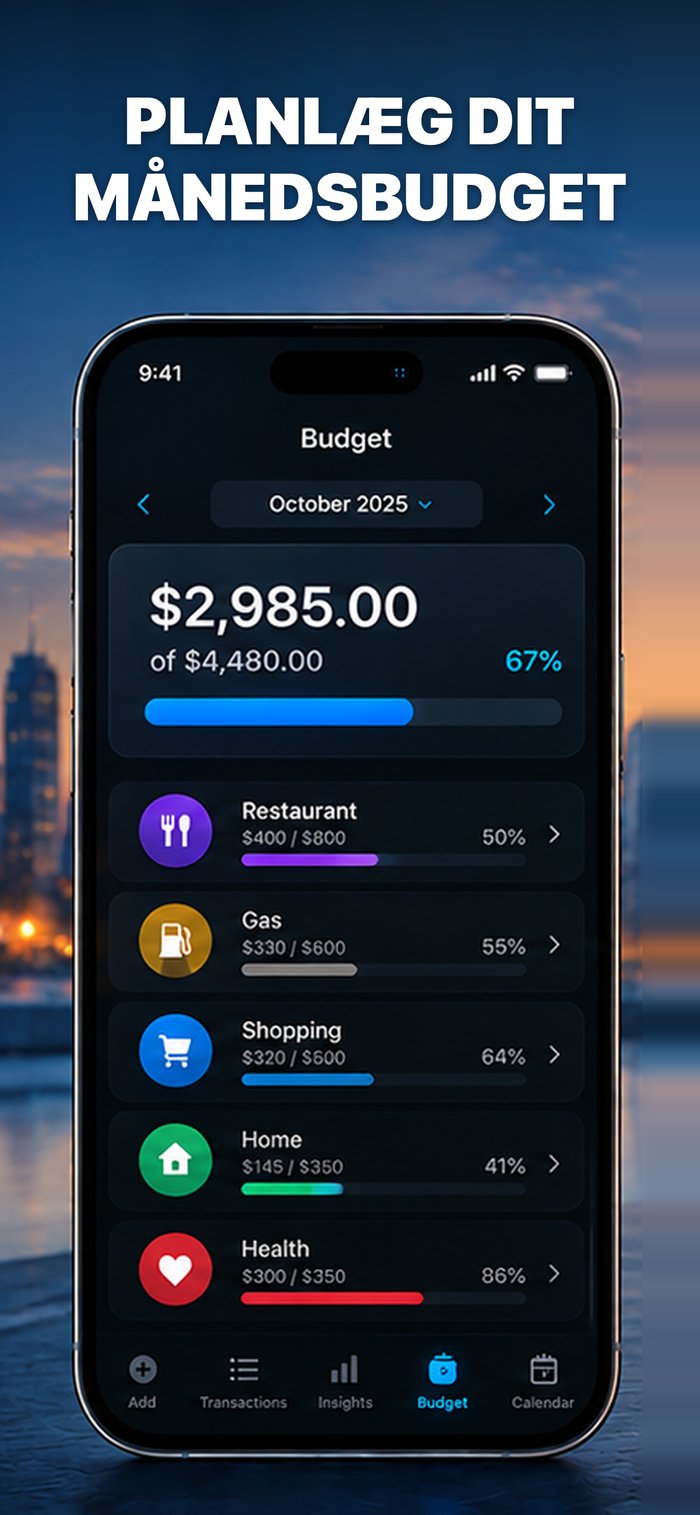 PLANLÆG DIT
MÅNEDSBUDGET
9:41
Budget
October 2025
$2,985.00
of $4,480.00
67%
Restaurant
$400 / $800
50%
Gas
$330 / $600
55%
Shopping
$320 / $600
64%
Home
$145 / $350
41%
Health
$300 / $350
86%
Add
Transactions
Insights
Budget
Calendar